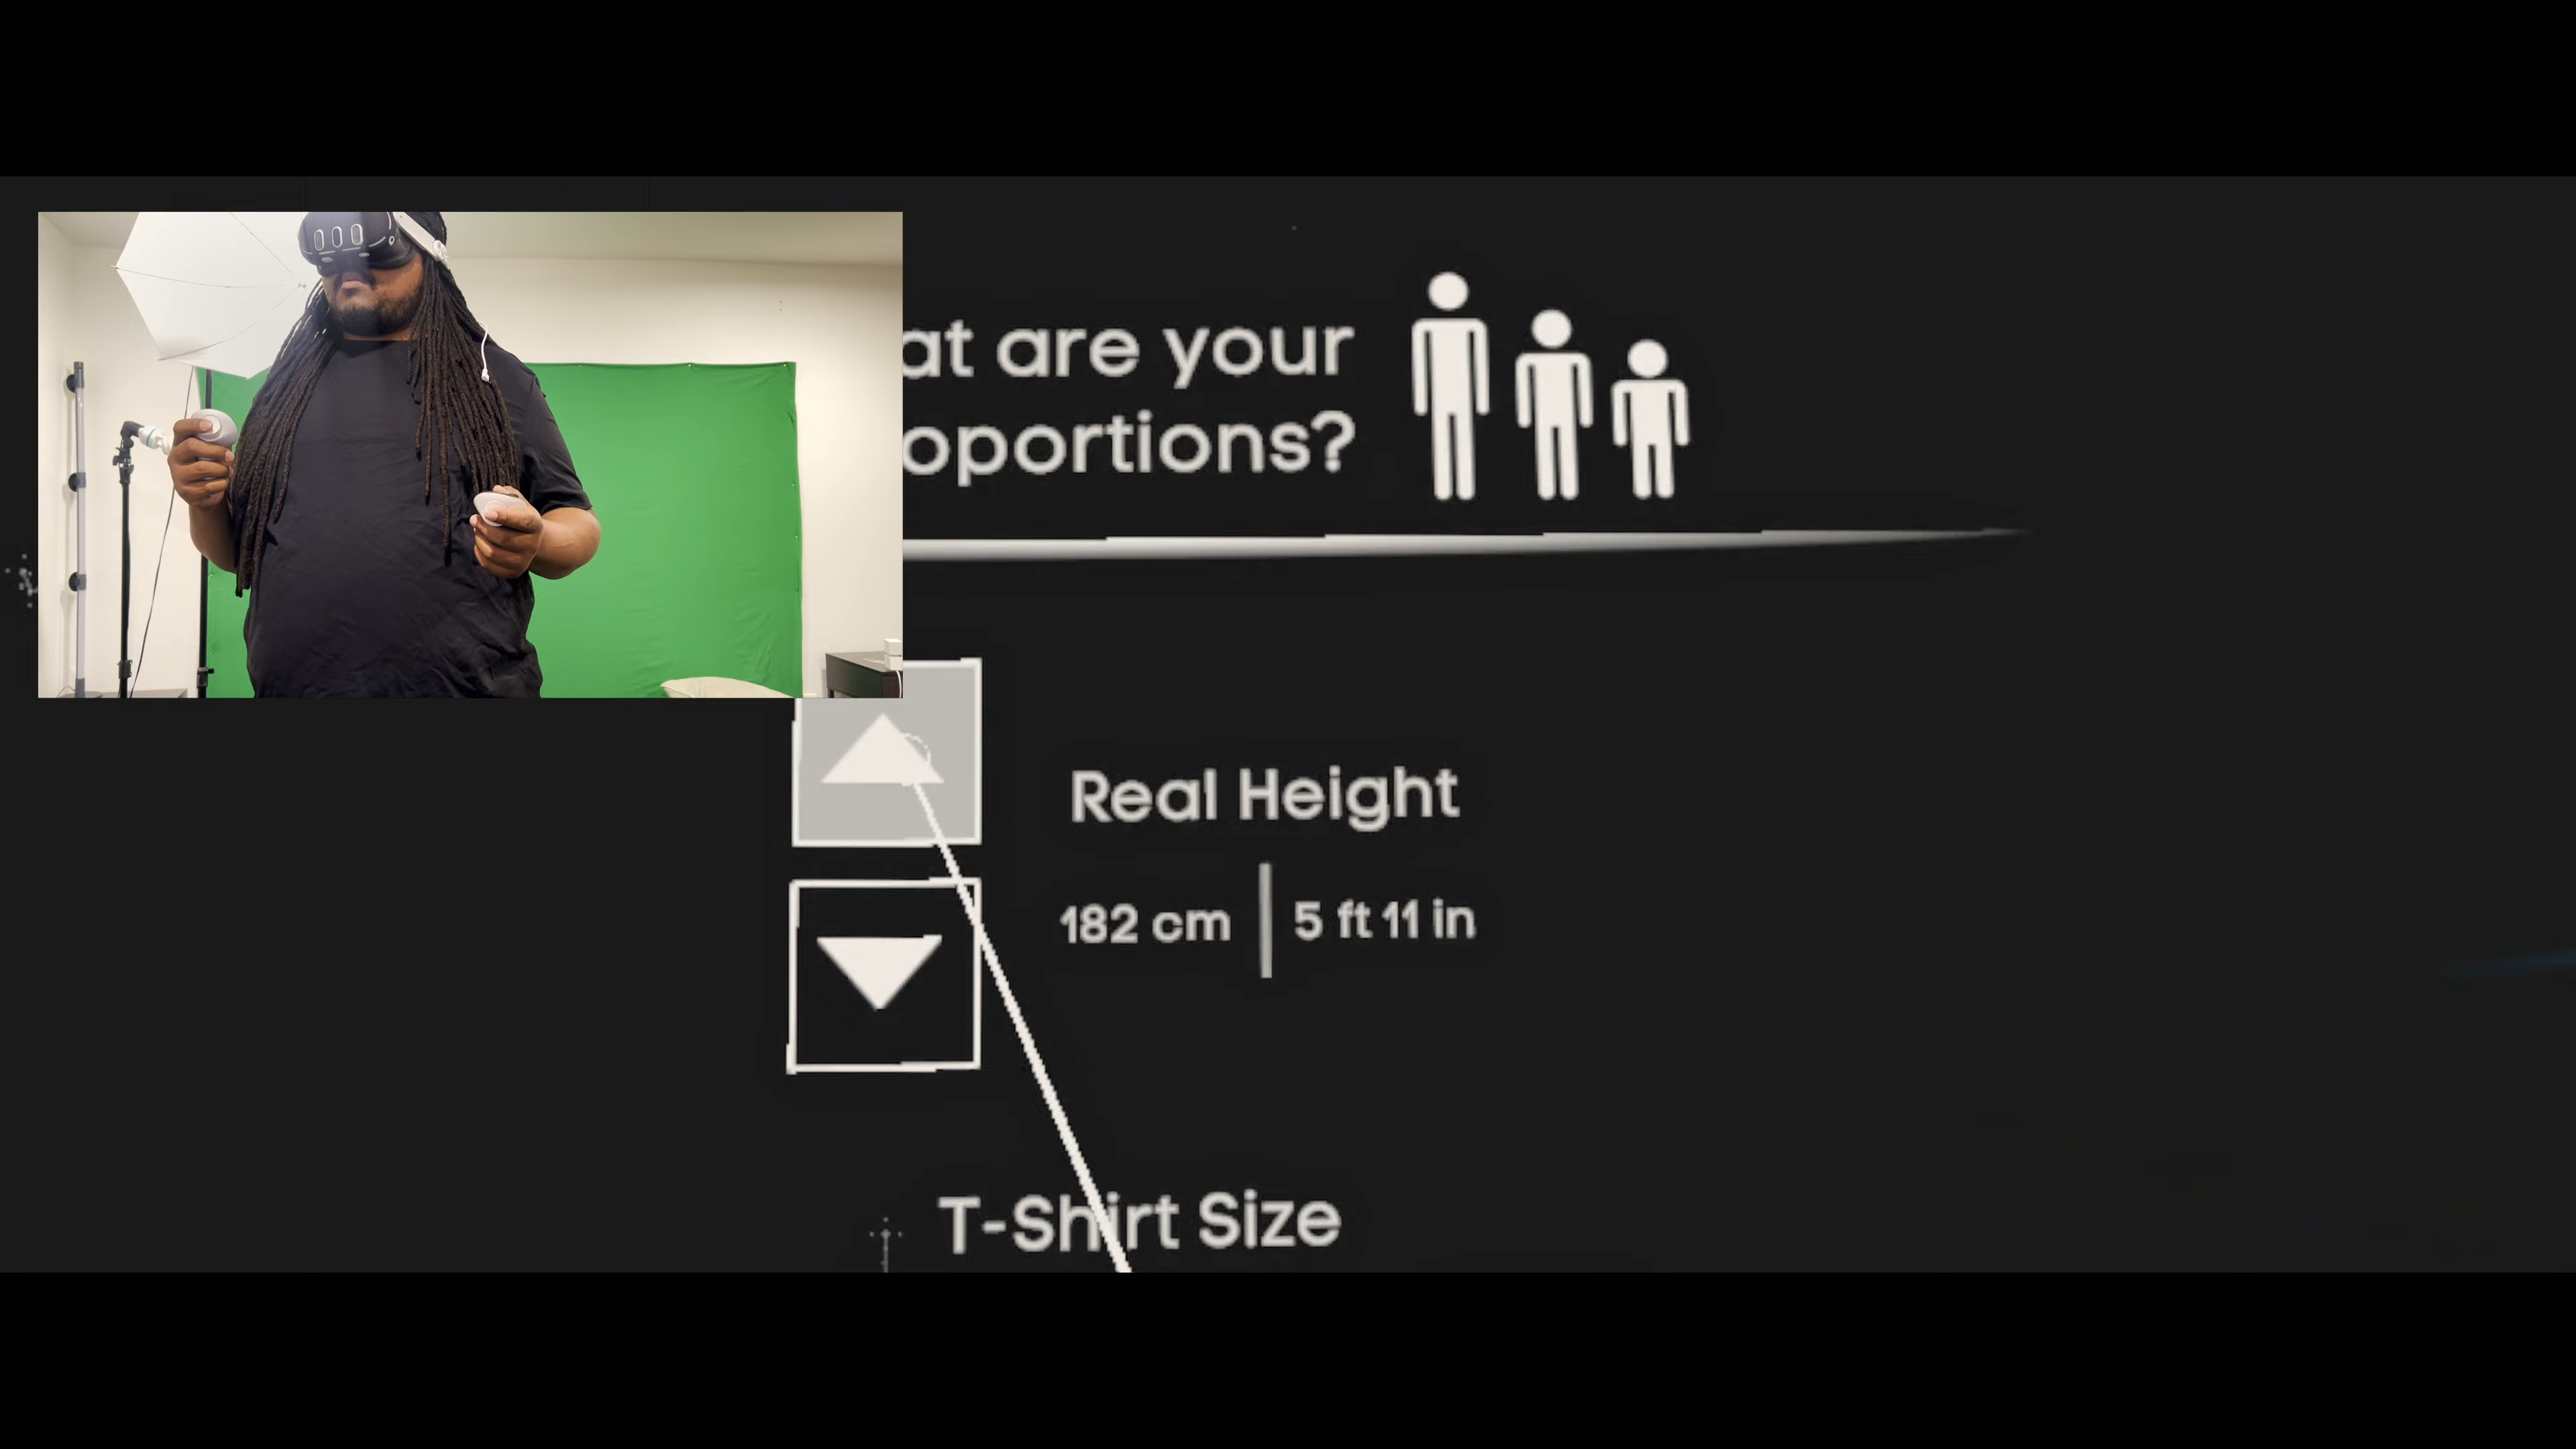 at are your
oportions?
Real Height
182 cm | 5 ft 11 in
T-Shirt Size